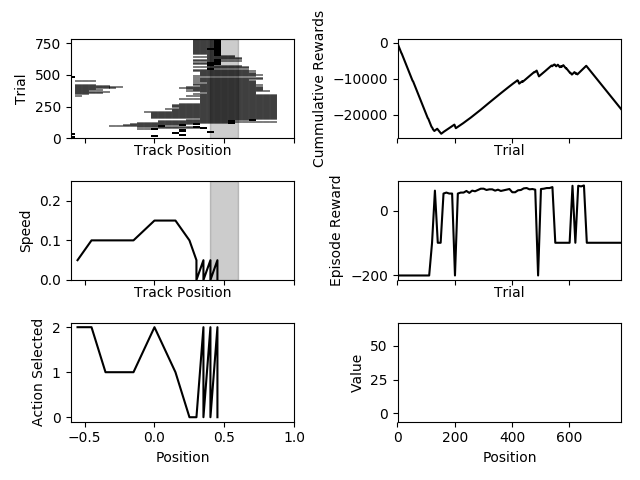 750
500
250
0
Trial
Track Position
0
−10000
−20000
Cummulative Rewards
Trial
0.2
0.1
0.0
Speed
Track Position
0
−200
Episode Reward
Trial
2
1
0
Action Selected
−0.5 0.0 0.5 1.0
Position
50
25
0
Value
0 200 400 600
Position